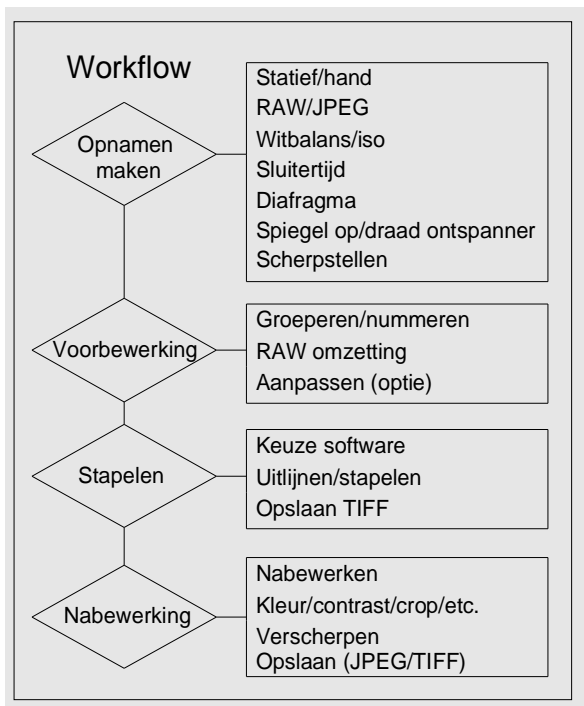 Workflow
Opnamen
maken
Statief/hand
RAW/JPEG
Witbalans/iso
Sluitertijd
Diafragma
Spiegel op/draad ontspanner
Scherpstellen
Voorbewerking
Groeperen/nummeren
RAW omzetting
Aanpassen (optie)
Stapelen
Keuze software
Uitlijnen/stapelen
Opslaan TIFF
Nabewerking
Nabewerken
Kleur/contrast/crop/etc.
Verscherpen
Opslaan (JPEG/TIFF)